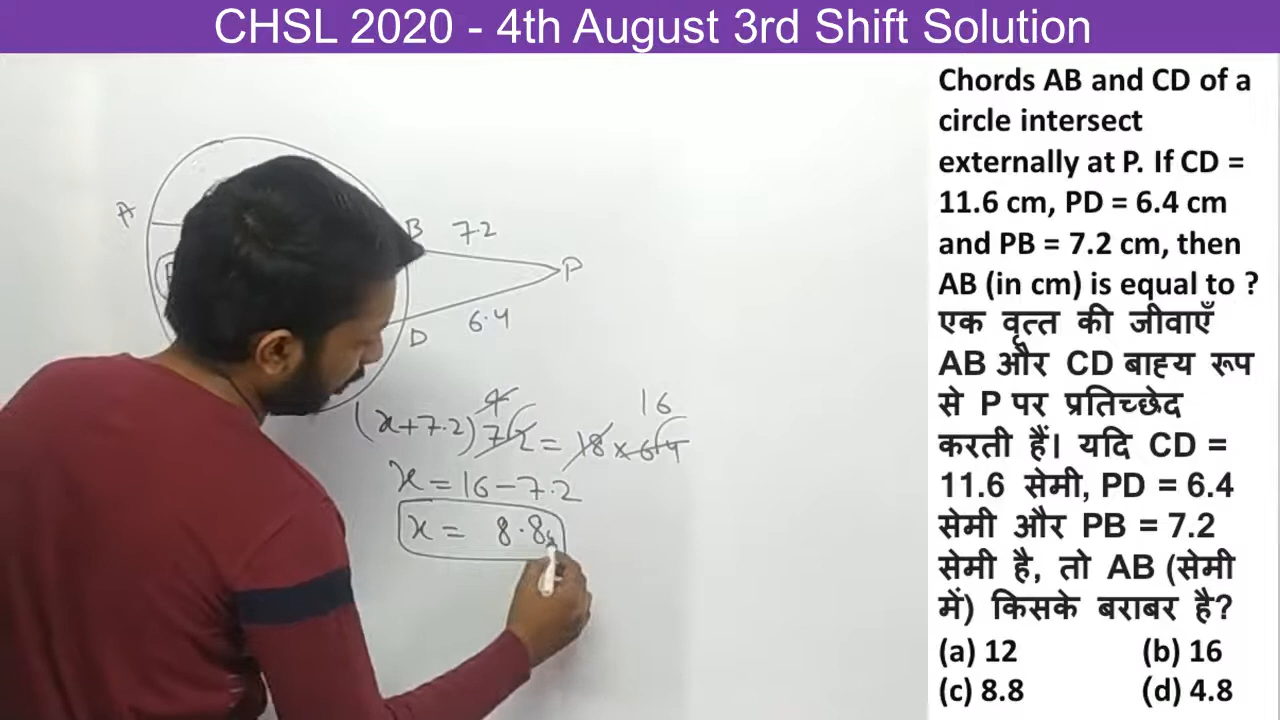 CHSL 2020 - 4th August 3rd Shift Solution
Chords AB and CD of a
circle intersect
externally at P. If CD =
11.6 cm, PD = 6.4 cm
and PB = 7.2 cm, then
AB (in cm) is equal to ?
एक वृत्त की जीवाएँ
AB और CD बाह्य रूप
से P पर प्रतिच्छेद
करती हैं। यदि CD =
11.6 सेमी, PD = 6.4
सेमी और PB = 7.2
सेमी है, तो AB (सेमी
में) किसके बराबर है?
(a) 12 (b) 16
(c) 8.8 (d) 4.8
A
B 7.2
P
D 6.4
16
(x+7.2) 7.2 = 18 x 6.4
x = 16 - 7.2
x = 8.8